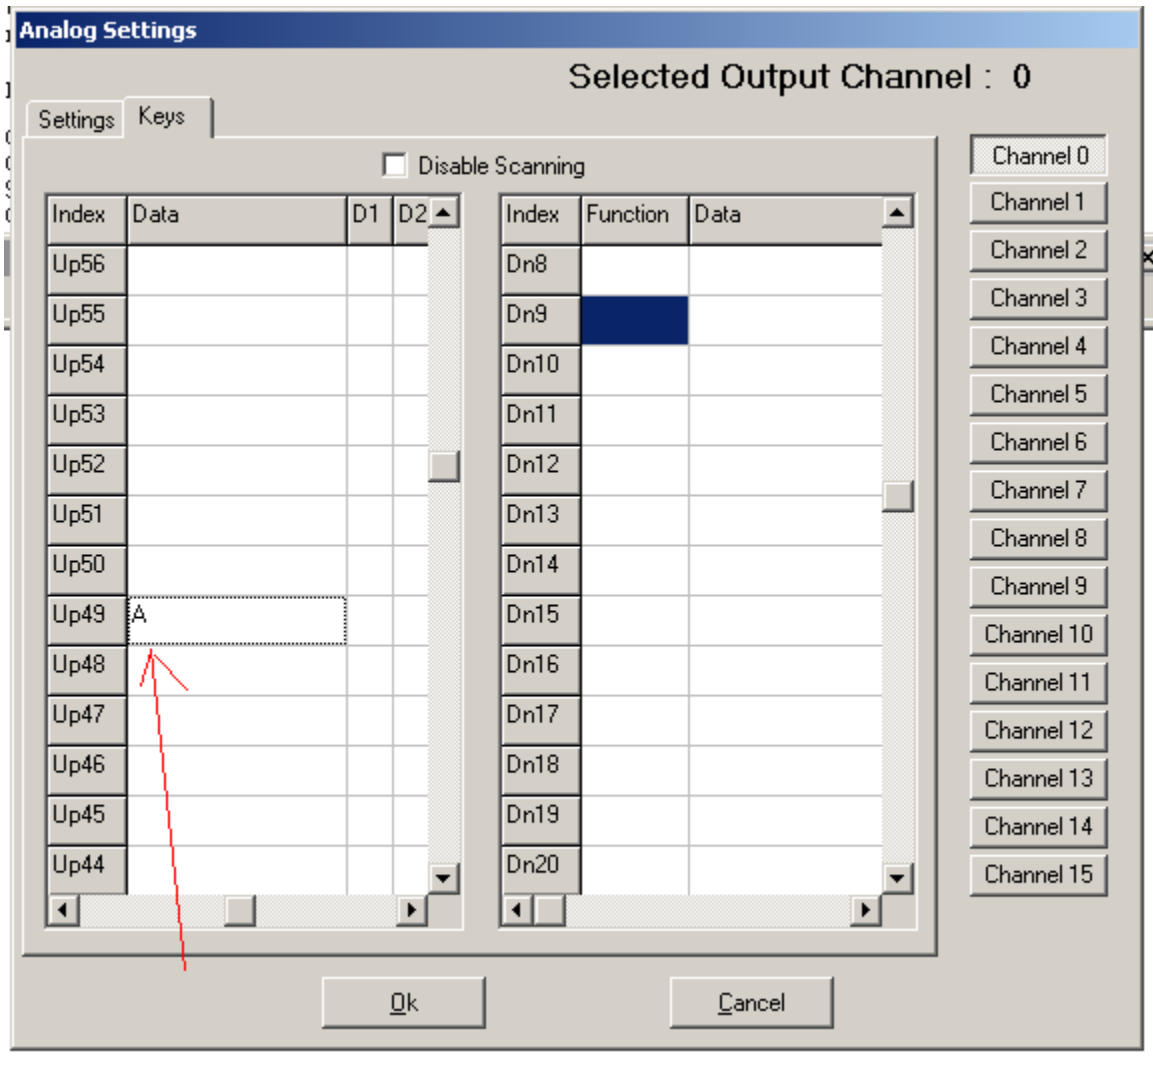 Analog Settings
Selected Output Channel : 0
Settings Keys
Disable Scanning
Index Data D1 D2
Up56
Up55
Up54
Up53
Up52
Up51
Up50
Up49 A
Up48
Up47
Up46
Up45
Up44
Index Function Data
Dn8
Dn9
Dn10
Dn11
Dn12
Dn13
Dn14
Dn15
Dn16
Dn17
Dn18
Dn19
Dn20
Channel 0
Channel 1
Channel 2
Channel 3
Channel 4
Channel 5
Channel 6
Channel 7
Channel 8
Channel 9
Channel 10
Channel 11
Channel 12
Channel 13
Channel 14
Channel 15
Ok Cancel